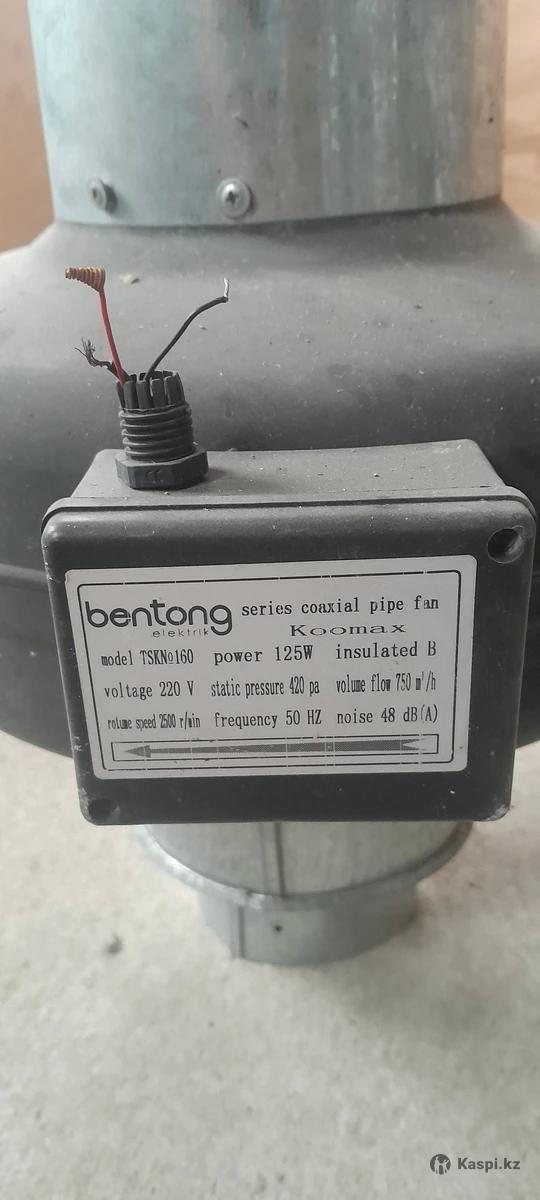 bentong elektrik series coaxial pipe fan
Koomax
model TSK№160 power 125W insulated B
voltage 220 V static pressure 420 pa volume flow 750 m³/h
rotume speed 2500 r/min frequency 50 HZ noise 48 dB(A)
Kaspi.kz